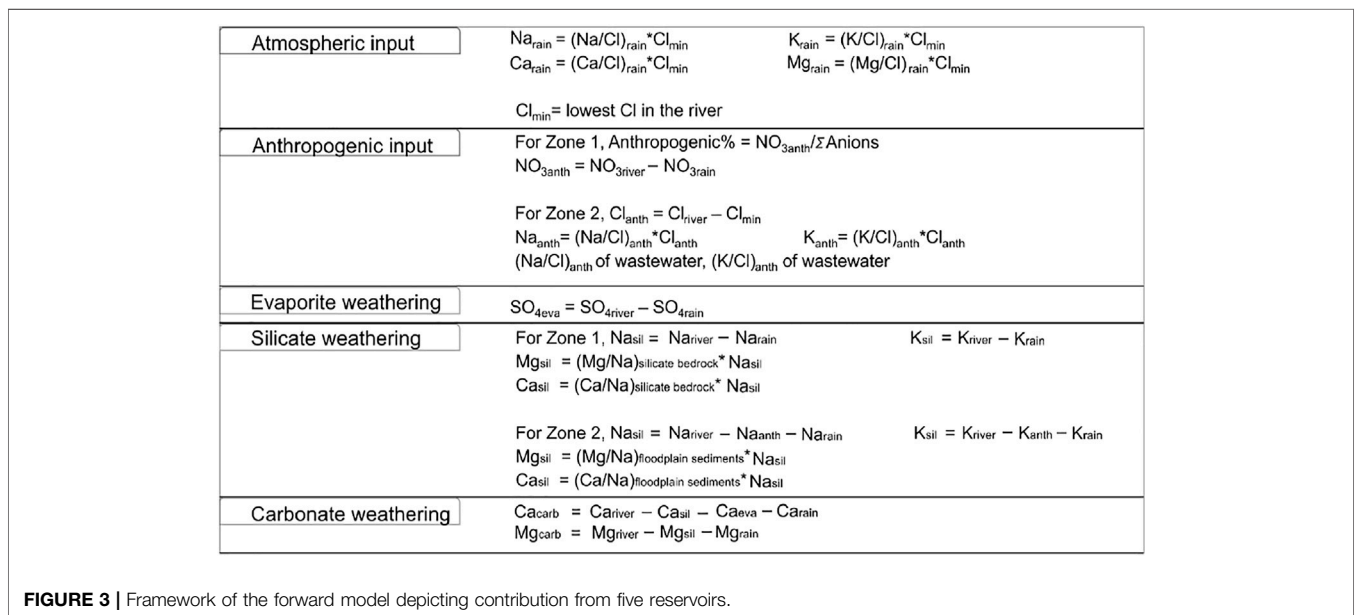 Atmospheric input
Na_rain = (Na/Cl)_rain*Cl_min K_rain = (K/Cl)_rain*Cl_min
Ca_rain = (Ca/Cl)_rain*Cl_min Mg_rain = (Mg/Cl)_rain*Cl_min
Cl_min = lowest Cl in the river
Anthropogenic input
For Zone 1, Anthropogenic% = NO_3anth/ΣAnions
NO_3anth = NO_3river – NO_3rain
For Zone 2, Cl_anth = Cl_river – Cl_min
Na_anth = (Na/Cl)_anth*Cl_anth K_anth = (K/Cl)_anth*Cl_anth
(Na/Cl)_anth of wastewater, (K/Cl)_anth of wastewater
Evaporite weathering
SO_4eva = SO_4river – SO_4rain
Silicate weathering
For Zone 1, Na_sil = Na_river – Na_rain K_sil = K_river – K_rain
Mg_sil = (Mg/Na)_silicate bedrock* Na_sil
Ca_sil = (Ca/Na)_silicate bedrock* Na_sil
For Zone 2, Na_sil = Na_river – Na_anth – Na_rain K_sil = K_river – K_anth – K_rain
Mg_sil = (Mg/Na)_floodplain sediments* Na_sil
Ca_sil = (Ca/Na)_floodplain sediments* Na_sil
Carbonate weathering
Ca_carb = Ca_river – Ca_sil – Ca_eva – Ca_rain
Mg_carb = Mg_river – Mg_sil – Mg_rain
FIGURE 3 | Framework of the forward model depicting contribution from five reservoirs.